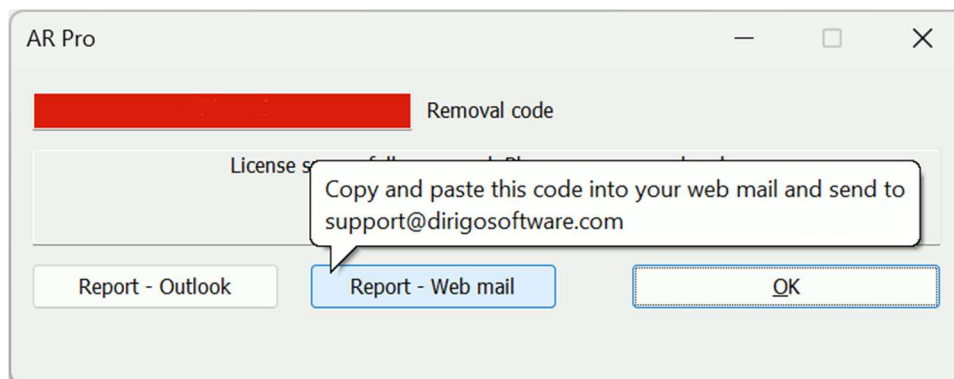 AR Pro
Removal code
License
Copy and paste this code into your web mail and send to
support@dirigosoftware.com
Report - Outlook
Report - Web mail
OK